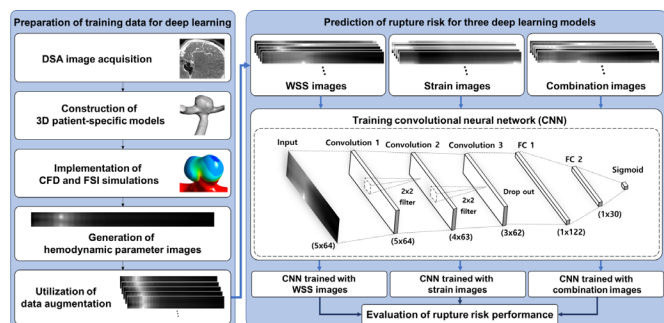 Preparation of training data for deep learning
DSA image acquisition
Construction of
3D patient-specific models
Implementation of
CFD and FSI simulations
Generation of
hemodynamic parameter images
Utilization of
data augmentation
Prediction of rupture risk for three deep learning models
WSS images
Strain images
Combination images
Training convolutional neural network (CNN)
Input
Convolution 1
Convolution 2
Convolution 3
FC 1
FC 2
Sigmoid
2x2
filter
2x2
filter
Drop out
(5x64)
(5x64)
(4x63)
(3x62)
(1x122)
(1x30)
CNN trained with
WSS images
CNN trained with
strain images
CNN trained with
combination images
Evaluation of rupture risk performance